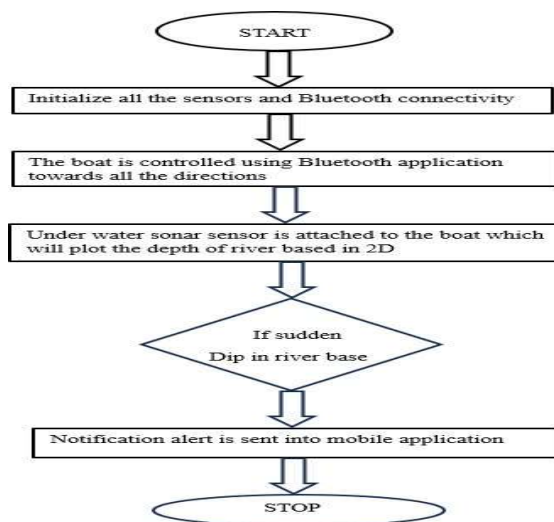 START
Initialize all the sensors and Bluetooth connectivity
The boat is controlled using Bluetooth application
towards all the directions
Under water sonar sensor is attached to the boat which
will plot the depth of river based in 2D
If sudden
Dip in river base
Notification alert is sent into mobile application
STOP